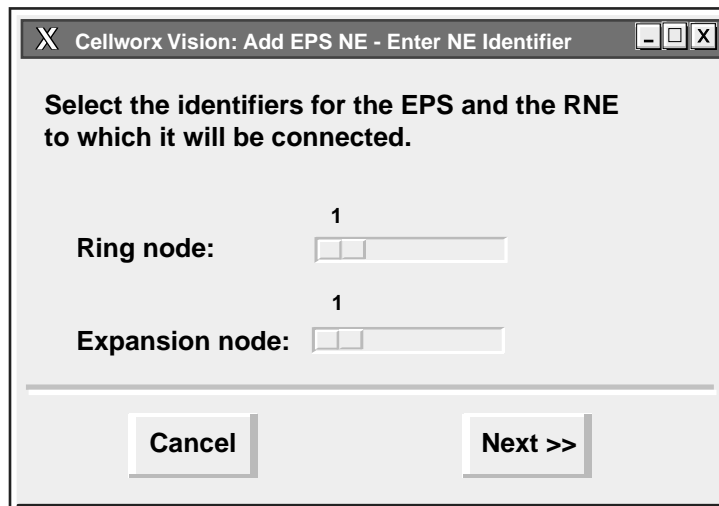 X Cellworx Vision: Add EPS NE - Enter NE Identifier
Select the identifiers for the EPS and the RNE
to which it will be connected.
1
Ring node:
1
Expansion node:
Cancel Next >>